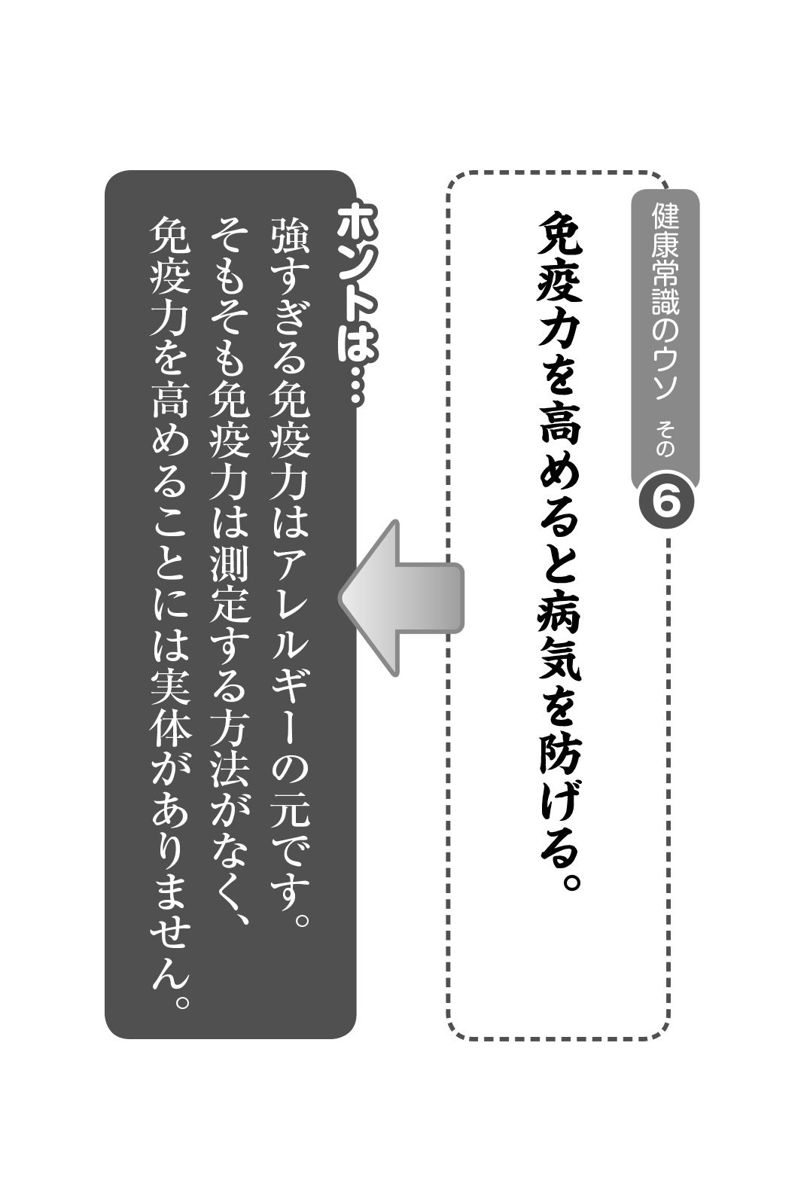 健康常識のウソ その6
免疫力を高めると病気を防げる。
ホントは…
強すぎる免疫力はアレルギーの元です。
そもそも免疫力は測定する方法がなく、
免疫力を高めることには実体がありません。